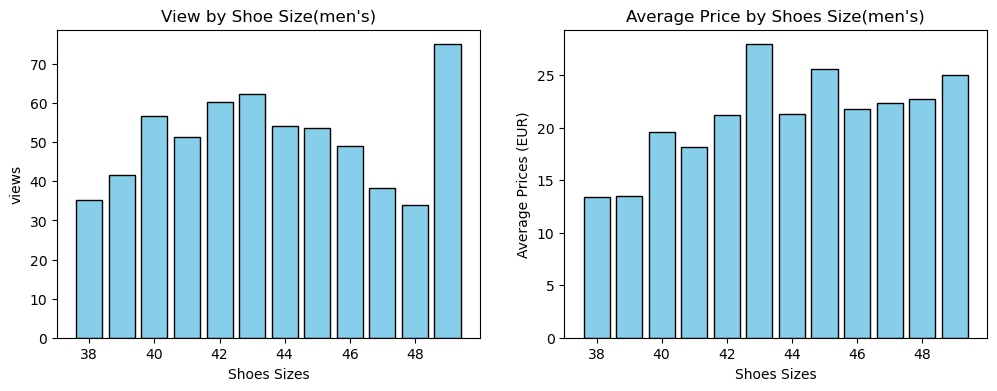 View by Shoe Size(men's)
70
60
50
40
30
20
10
0
views
38 40 42 44 46 48
Shoes Sizes
Average Price by Shoes Size(men's)
25
20
15
10
5
0
Average Prices (EUR)
38 40 42 44 46 48
Shoes Sizes